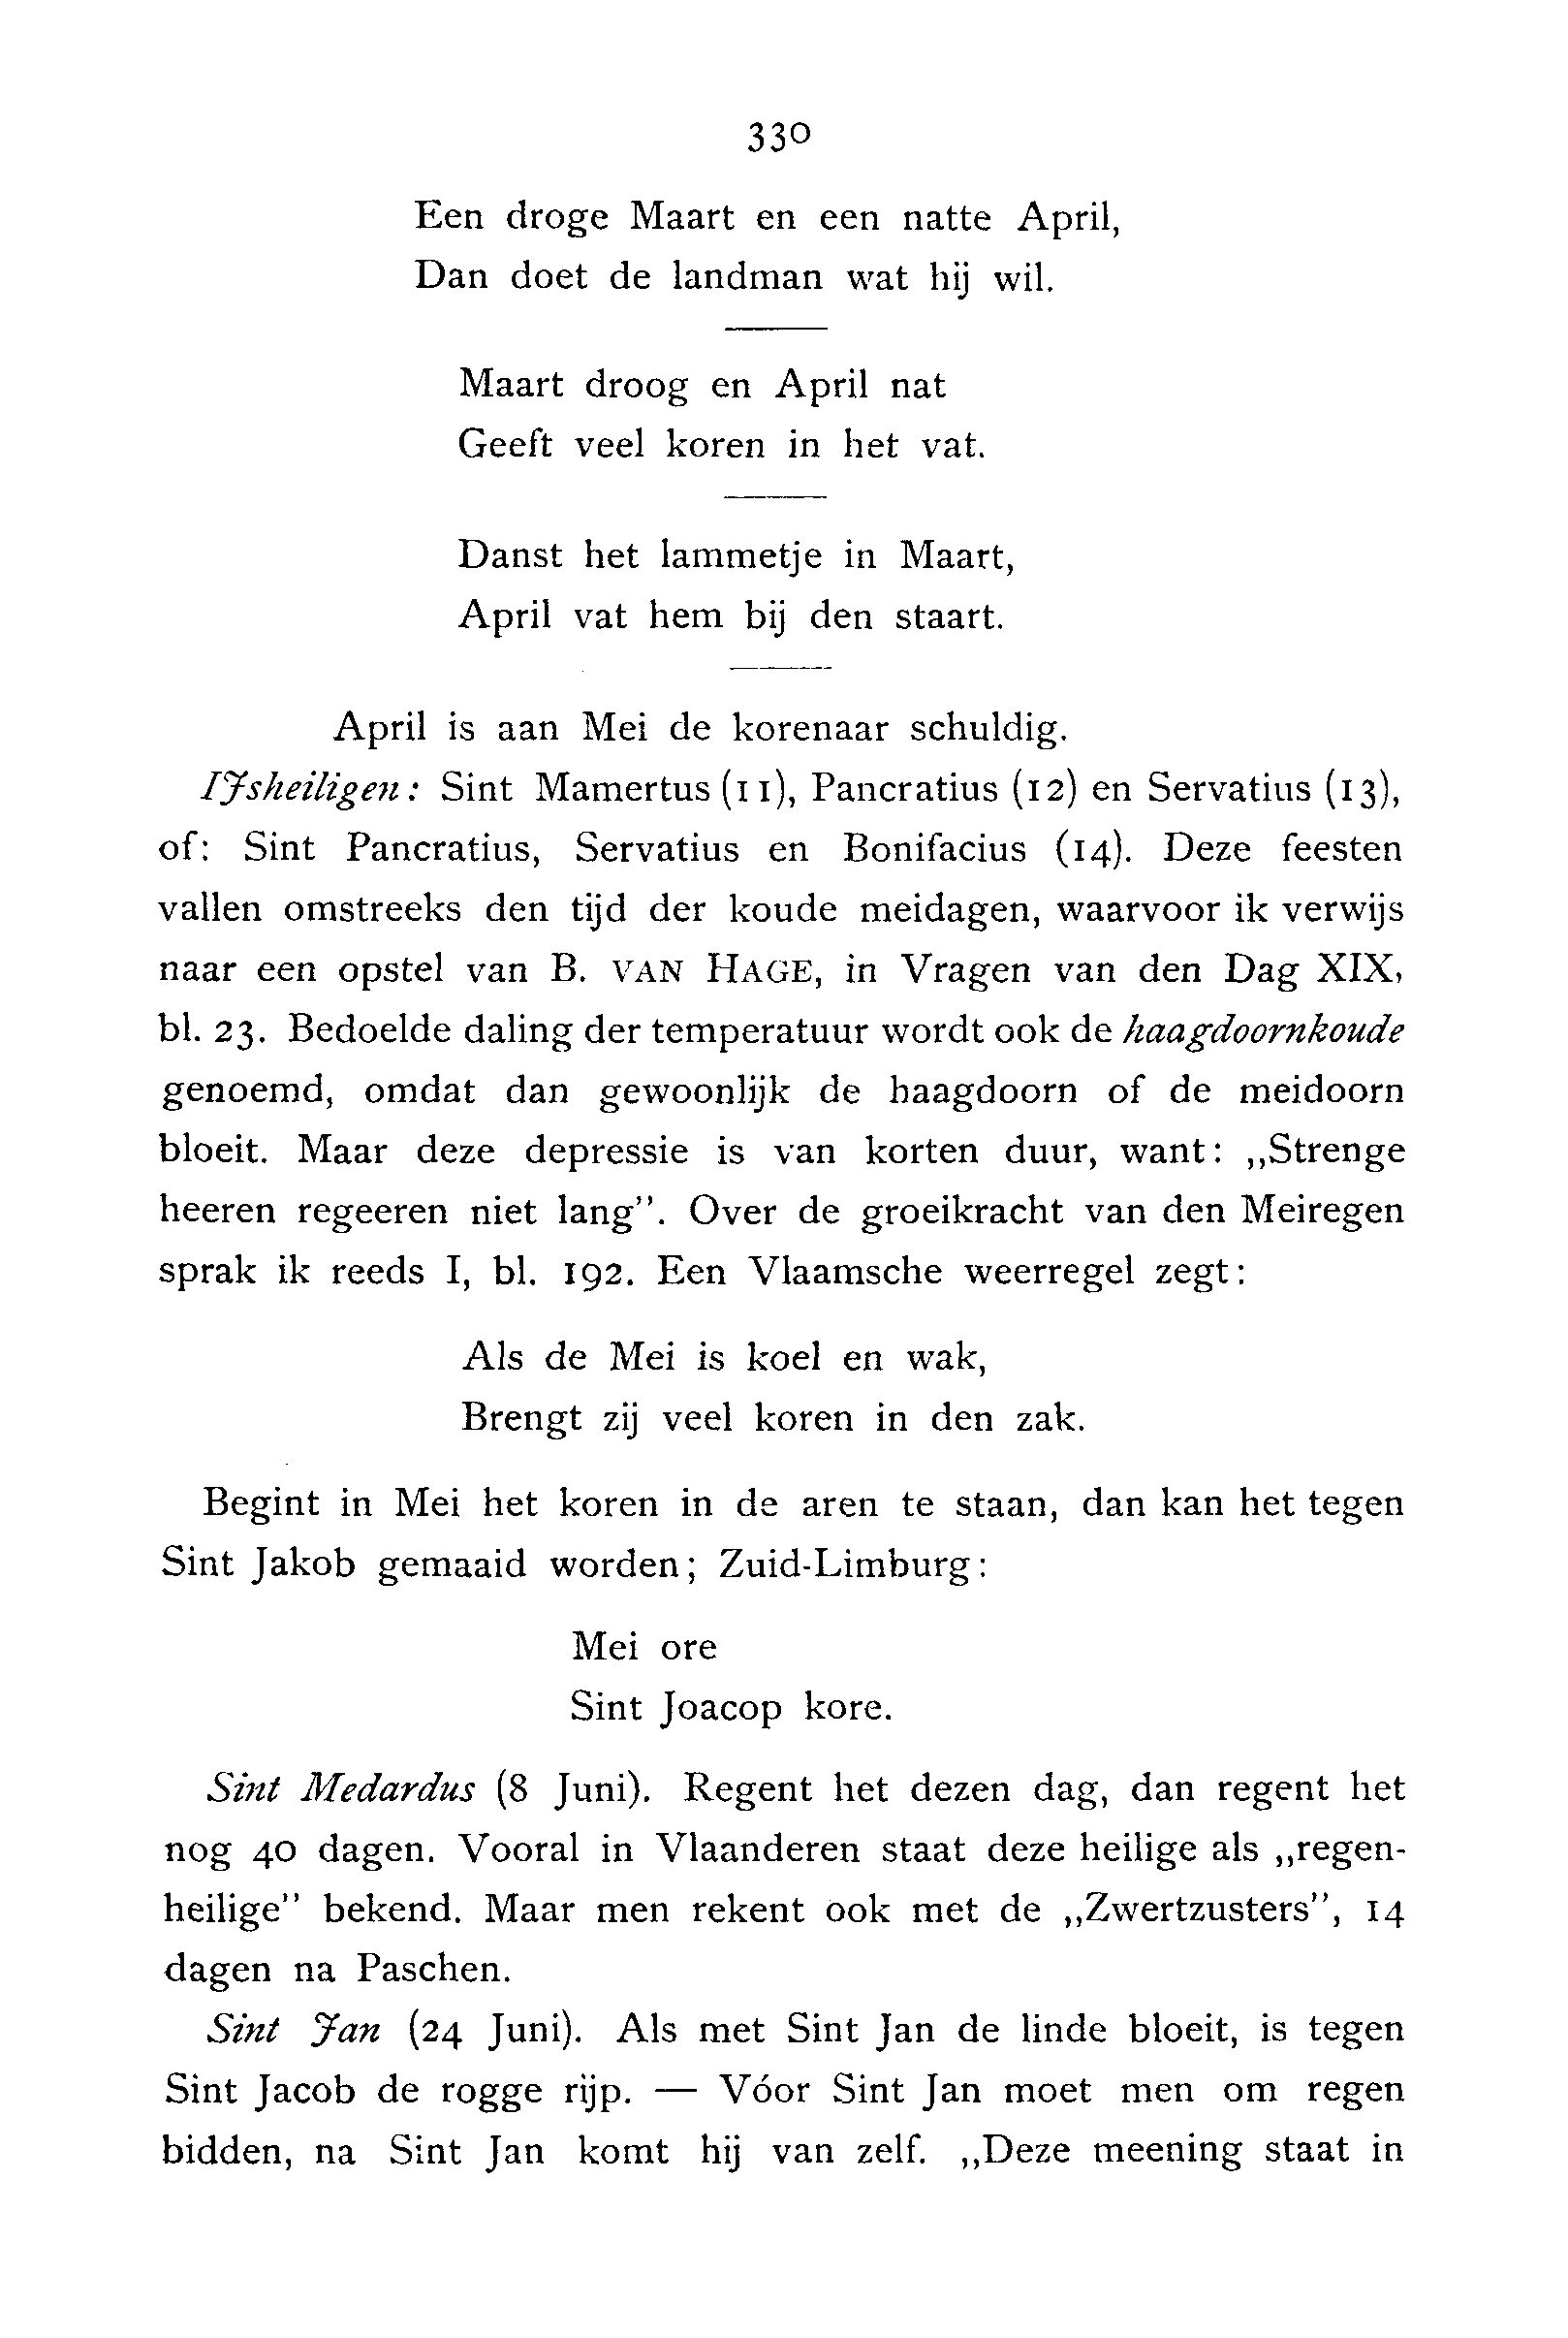 330
Een droge Maart en een natte April,
Dan doet de landman wat hij wil.
Maart droog en April nat
Geeft veel koren in het vat.
Danst het lammetje in Maart,
April vat hem bij den staart.
April is aan Mei de korenaar schuldig.
IJsheiligen: Sint Mamertus (11), Pancratius (12) en Servatius (13),
of: Sint Pancratius, Servatius en Bonifacius (14). Deze feesten
vallen omstreeks den tijd der koude meidagen, waarvoor ik verwijs
naar een opstel van B. VAN HAGE, in Vragen van den Dag XIX,
bl. 23. Bedoelde daling der temperatuur wordt ook de haagdoornkoude
genoemd, omdat dan gewoonlijk de haagdoorn of de meidoorn
bloeit. Maar deze depressie is van korten duur, want: „Strenge
heeren regeeren niet lang”. Over de groeikracht van den Meiregen
sprak ik reeds I, bl. 192. Een Vlaamsche weerregel zegt:
Als de Mei is koel en wak,
Brengt zij veel koren in den zak.
Begint in Mei het koren in de aren te staan, dan kan het tegen
Sint Jakob gemaaid worden; Zuid-Limburg:
Mei ore
Sint Joacop kore.
Sint Medardus (8 Juni). Regent het dezen dag, dan regent het
nog 40 dagen. Vooral in Vlaanderen staat deze heilige als „regen-
heilige” bekend. Maar men rekent ook met de „Zwertzusters”, 14
dagen na Paschen.
Sint Jan (24 Juni). Als met Sint Jan de linde bloeit, is tegen
Sint Jacob de rogge rijp. — Vóor Sint Jan moet men om regen
bidden, na Sint Jan komt hij van zelf. „Deze meening staat in